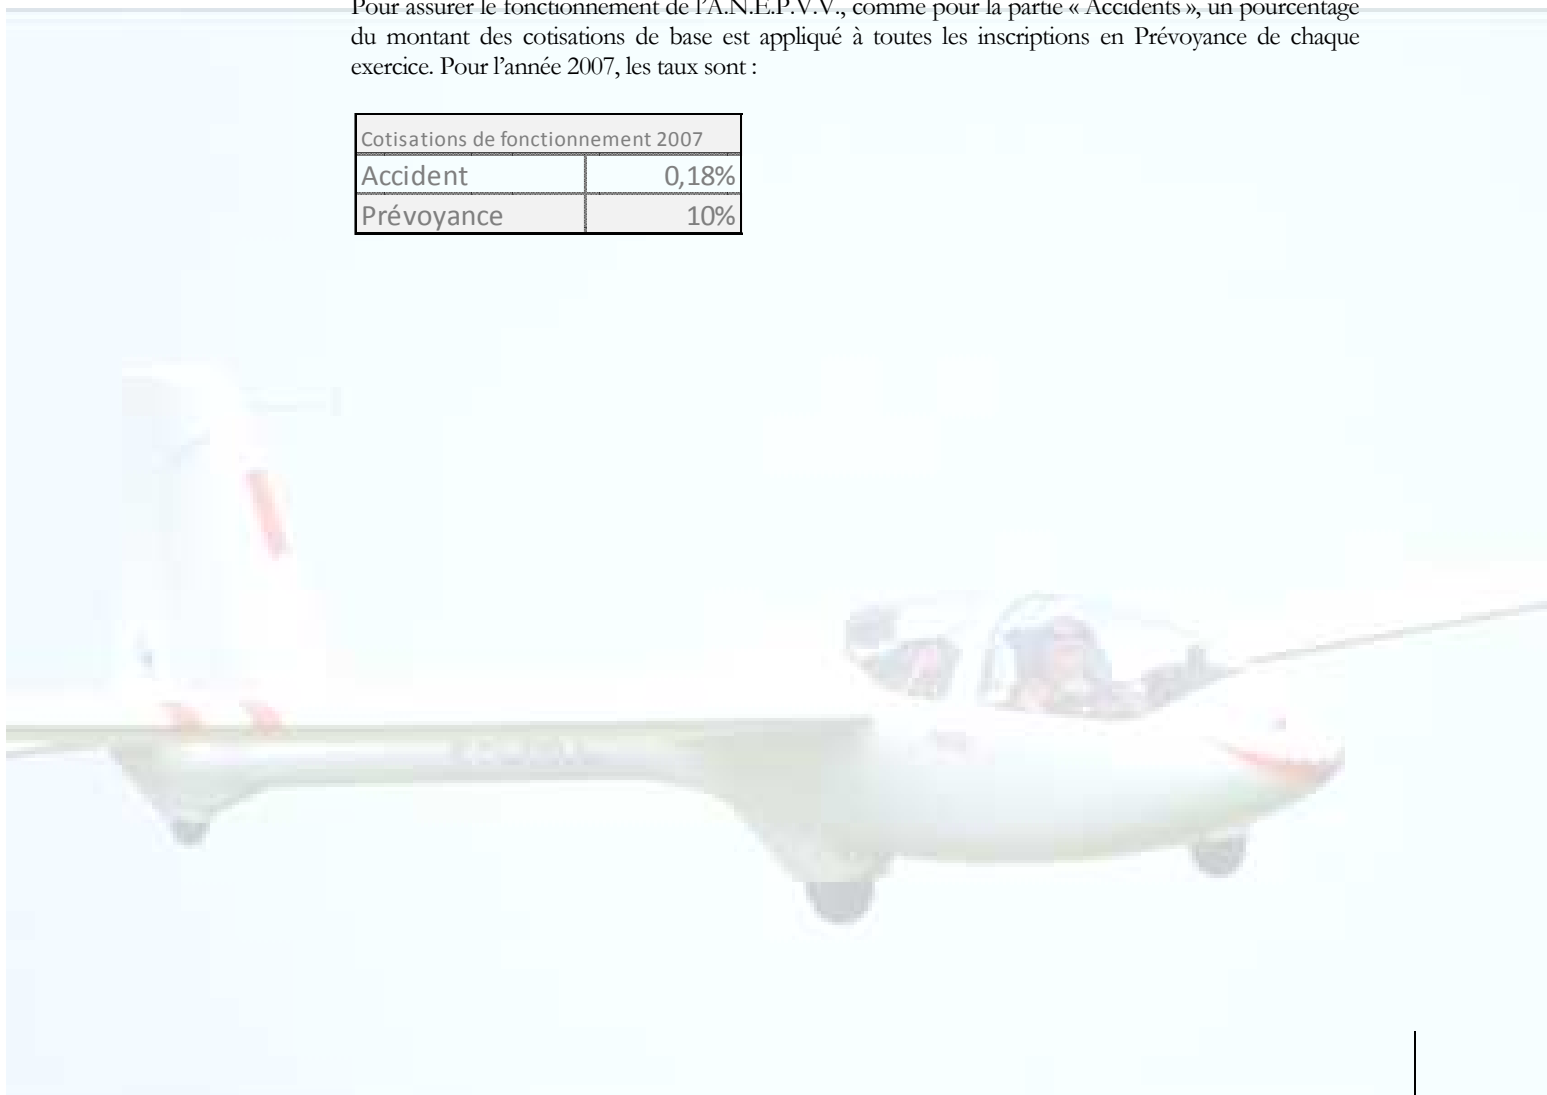 Pour assurer le fonctionnement de l'A.N.E.P.V.V., comme pour la partie « Accidents », un pourcentage
du montant des cotisations de base est appliqué à toutes les inscriptions en Prévoyance de chaque
exercice. Pour l'année 2007, les taux sont :
Cotisations de fonctionnement 2007
Accident 0,18%
Prévoyance 10%